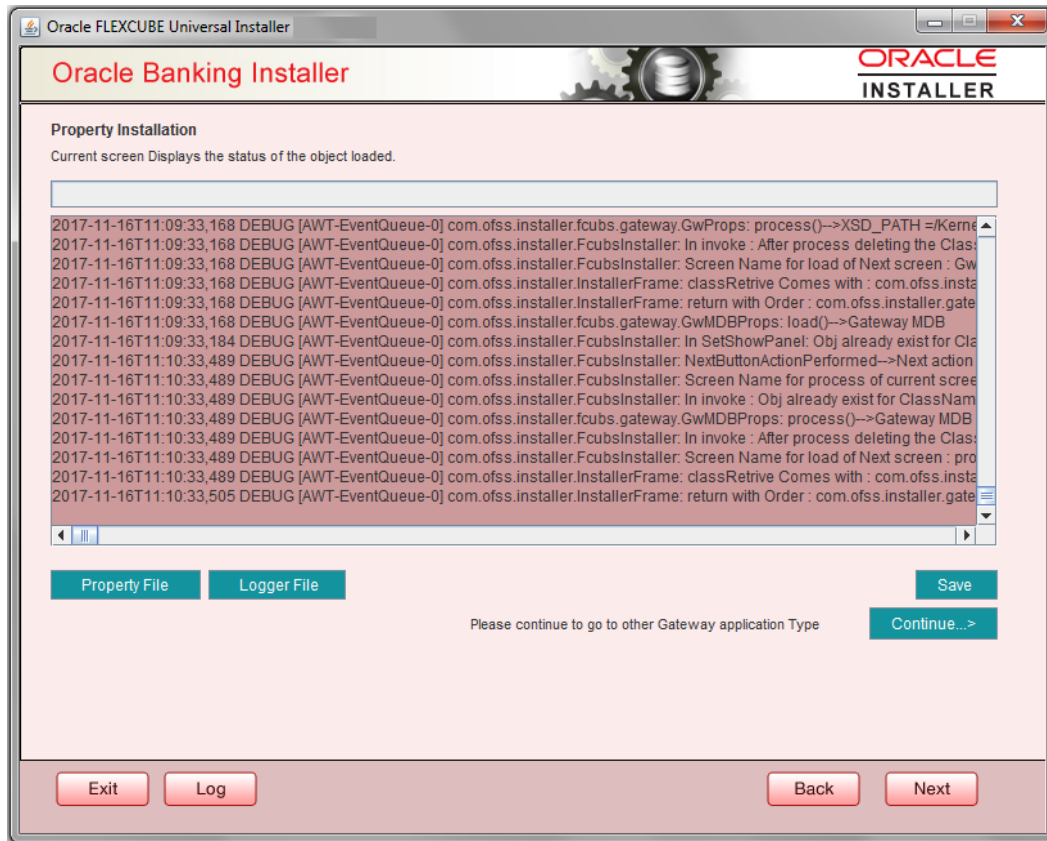 Oracle FLEXCUBE Universal Installer
Oracle Banking Installer
ORACLE
INSTALLER
Property Installation
Current screen Displays the status of the object loaded.
2017-11-16T11:09:33,168 DEBUG [AWT-EventQueue-0] com.ofss.installer.fcubs.gateway.GwProps: process()-->XSD_PATH =/Kerne
2017-11-16T11:09:33,168 DEBUG [AWT-EventQueue-0] com.ofss.installer.FcubsInstaller: In invoke : After process deleting the Clas
2017-11-16T11:09:33,168 DEBUG [AWT-EventQueue-0] com.ofss.installer.FcubsInstaller: Screen Name for load of Next screen : Gw
2017-11-16T11:09:33,168 DEBUG [AWT-EventQueue-0] com.ofss.installer.InstallerFrame: classRetrive Comes with : com.ofss.insta
2017-11-16T11:09:33,168 DEBUG [AWT-EventQueue-0] com.ofss.installer.InstallerFrame: return with Order : com.ofss.installer.gate
2017-11-16T11:09:33,168 DEBUG [AWT-EventQueue-0] com.ofss.installer.fcubs.gateway.GwMDBProps: load()-->Gateway MDB
2017-11-16T11:09:33,184 DEBUG [AWT-EventQueue-0] com.ofss.installer.FcubsInstaller: In SetShowPanel: Obj already exist for Cla
2017-11-16T11:10:33,489 DEBUG [AWT-EventQueue-0] com.ofss.installer.FcubsInstaller: NextButtonActionPerformed-->Next action
2017-11-16T11:10:33,489 DEBUG [AWT-EventQueue-0] com.ofss.installer.FcubsInstaller: Screen Name for process of current scree
2017-11-16T11:10:33,489 DEBUG [AWT-EventQueue-0] com.ofss.installer.FcubsInstaller: In invoke : Obj already exist for ClassNam
2017-11-16T11:10:33,489 DEBUG [AWT-EventQueue-0] com.ofss.installer.fcubs.gateway.GwMDBProps: process()-->Gateway MDB
2017-11-16T11:10:33,489 DEBUG [AWT-EventQueue-0] com.ofss.installer.FcubsInstaller: In invoke : After process deleting the Clas
2017-11-16T11:10:33,489 DEBUG [AWT-EventQueue-0] com.ofss.installer.FcubsInstaller: Screen Name for load of Next screen : pro
2017-11-16T11:10:33,489 DEBUG [AWT-EventQueue-0] com.ofss.installer.InstallerFrame: classRetrive Comes with : com.ofss.insta
2017-11-16T11:10:33,505 DEBUG [AWT-EventQueue-0] com.ofss.installer.InstallerFrame: return with Order : com.ofss.installer.gate
Property File Logger File Save
Please continue to go to other Gateway application Type Continue...>
Exit Log Back Next